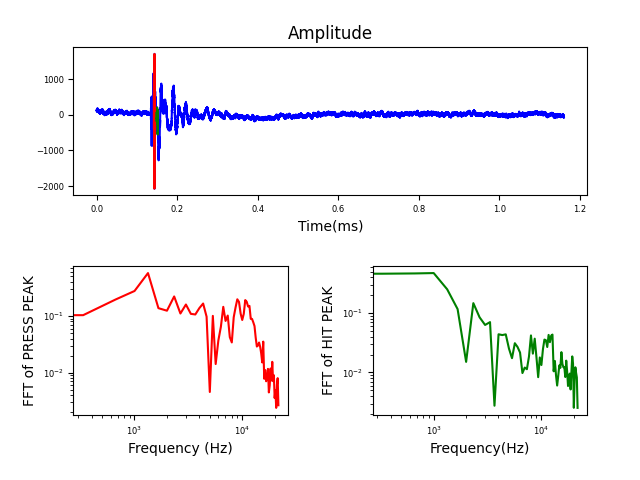 Amplitude
1000
0
−1000
−2000
0.0 0.2 0.4 0.6 0.8 1.0 1.2
Time(ms)
FFT of PRESS PEAK
10⁻¹
10⁻²
10³ 10⁴
Frequency (Hz)
FFT of HIT PEAK
10⁻¹
10⁻²
10³ 10⁴
Frequency(Hz)